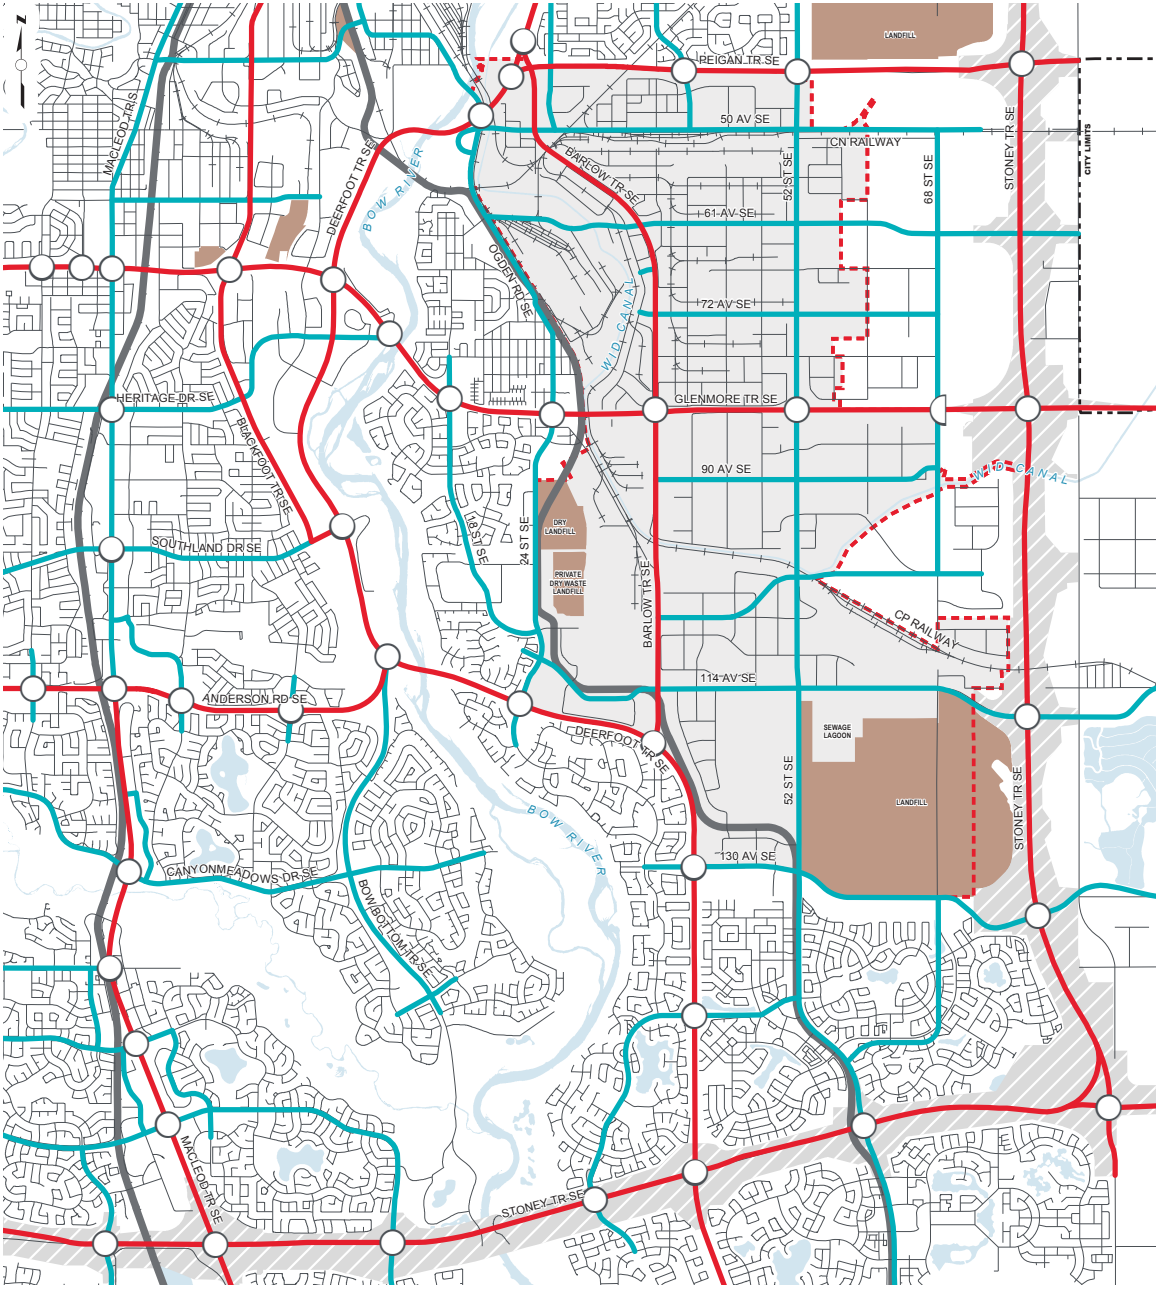 N
LANDFILL
PEIGAN TR SE
MACLEOD TR S
50 AV SE
CN RAILWAY
CITY LIMITS
STONEY TR SE
BARLOW TR SE
DEERFOOT TR SE
BOW RIVER
52 ST SE
68 ST SE
61 AV SE
OGDEN RD SE
72 AV SE
WID CANAL
HERITAGE DR SE
GLENMORE TR SE
BLACKFOOT TR SE
90 AV SE
WID CANAL
18 ST SE
24 ST SE
DRY
LANDFILL
SOUTHLAND DR SE
PRIVATE
DRY WASTE
LANDFILL
BARLOW TR SE
CP RAILWAY
114 AV SE
ANDERSON RD SE
DEERFOOT TR SE
SEWAGE
LAGOON
52 ST SE
STONEY TR SE
LANDFILL
BOW RIVER
130 AV SE
CANYONMEADOWS DR SE
BOW BOTTOM TR SE
MACLEOD TR SE
STONEY TR SE